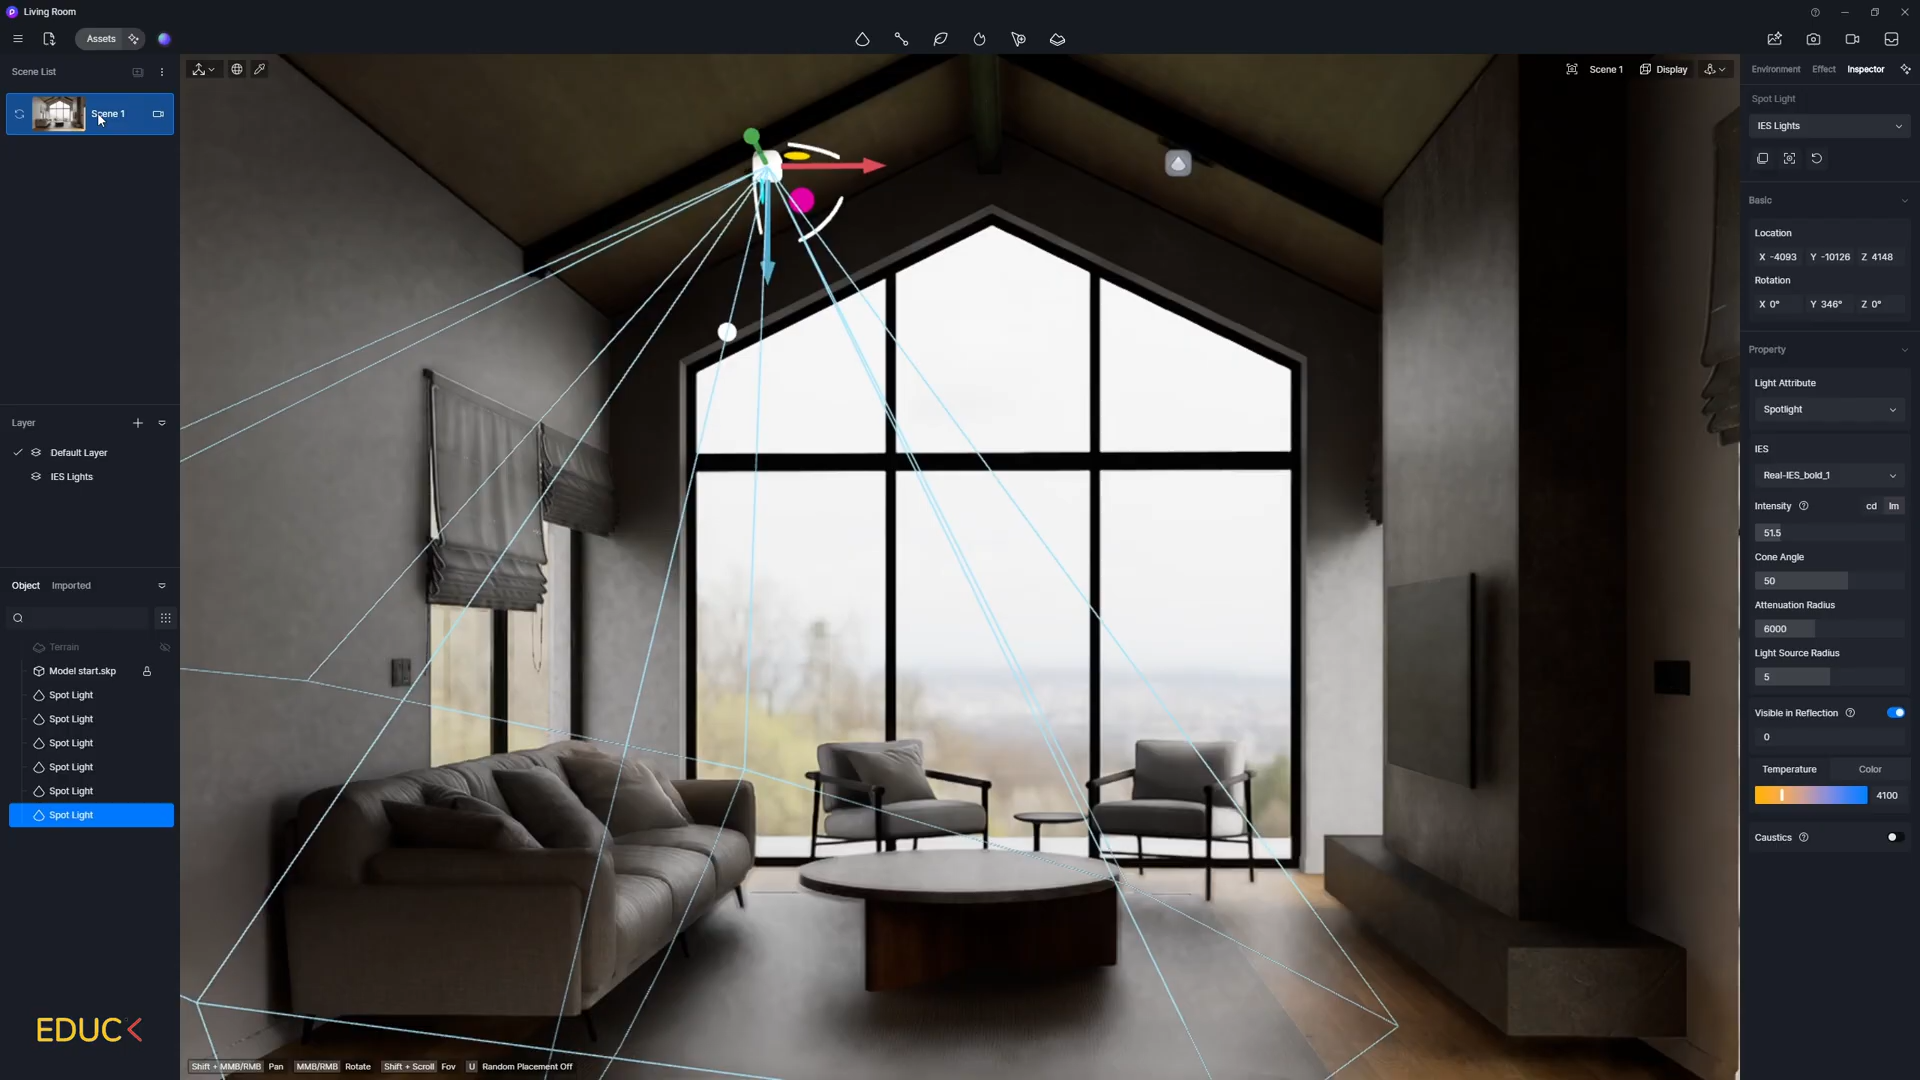 Living Room
Assets
Scene List
Scene 1
Layer
Default Layer
IES Lights
Object Imported
Terrain
Model start.skp
Spot Light
Spot Light
Spot Light
Spot Light
Spot Light
Spot Light
EDUC
Scene 1 Display
Shift + MMB/RMB Pan MMB/RMB Rotate Shift + Scroll Fov U Random Placement Off
Environment Effect Inspector
Spot Light
IES Lights
Basic
Location
X -4093 Y -10126 Z 4148
Rotation
X 0° Y 346° Z 0°
Property
Light Attribute
Spotlight
IES
Real-IES_bold_1
Intensity cd lm
51.5
Cone Angle
50
Attenuation Radius
6000
Light Source Radius
5
Visible in Reflection
0
Temperature Color
4100
Caustics